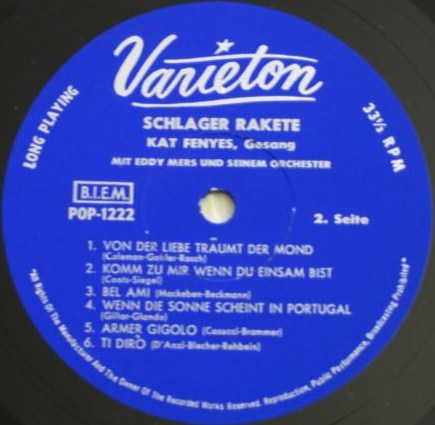 Varieton
LONG PLAYING
33⅓ RPM
SCHLAGER RAKETE
KAT FENYES, Gesang
MIT EDDY MERS UND SEINEM ORCHESTER
B.I.E.M.
POP-1222
2. Seite
1. VON DER LIEBE TRÄUMT DER MOND
(Coleman-Gatler-Rasch)
2. KOMM ZU MIR WENN DU EINSAM BIST
(Coats-Siegel)
3. BEL AMI (Mackeben-Beckmann)
4. WENN DIE SONNE SCHEINT IN PORTUGAL
(Gillar-Glando)
5. ARMER GIGOLO (Casucci-Brammer)
6. TI DIRÒ (D'Anzi-Blecher-Rehbein)
"All Rights Of The Manufacturer And The Owner Of The Recorded Works Reserved. Reproduction, Public Performance, Broadcasting Prohibited"